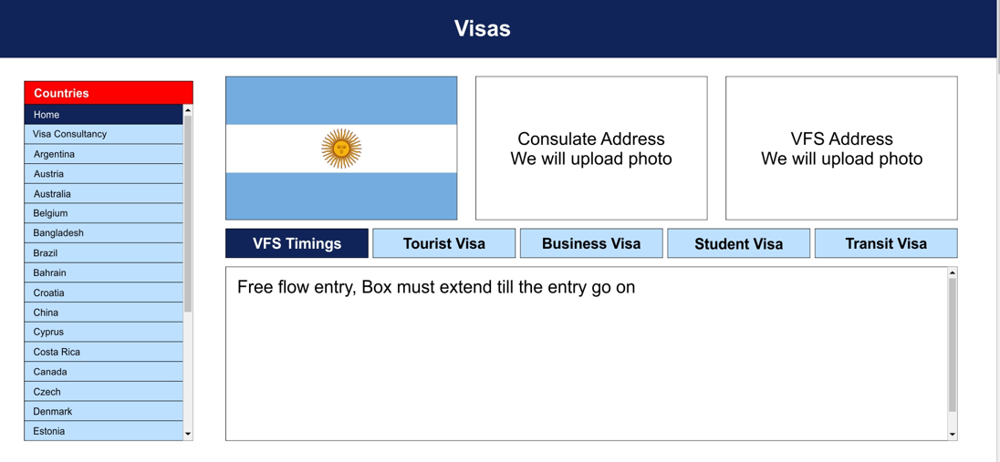 Visas
Countries
Home
Visa Consultancy
Argentina
Austria
Australia
Belgium
Bangladesh
Brazil
Bahrain
Croatia
China
Cyprus
Costa Rica
Canada
Czech
Denmark
Estonia
Consulate Address
We will upload photo
VFS Address
We will upload photo
VFS Timings
Tourist Visa
Business Visa
Student Visa
Transit Visa
Free flow entry, Box must extend till the entry go on